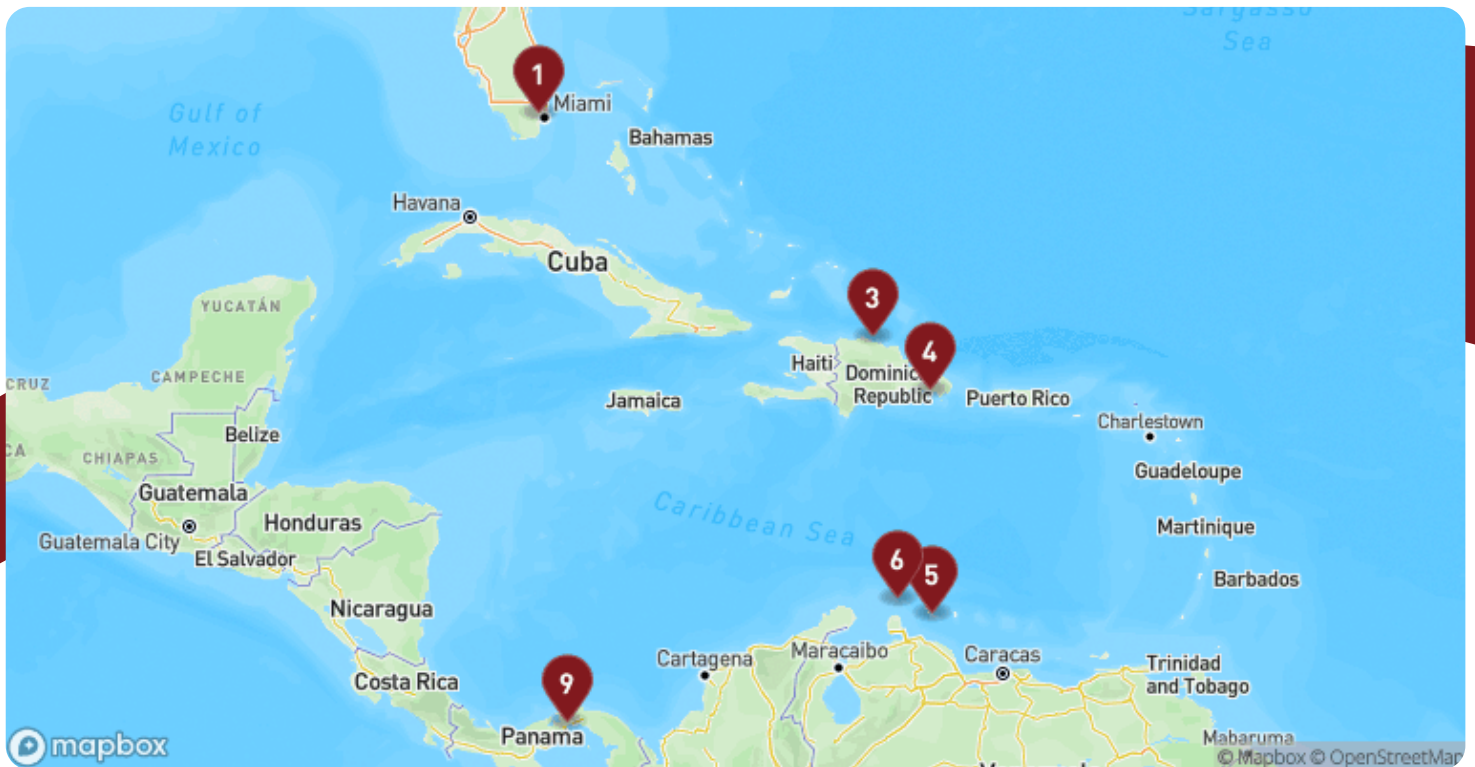 Sargasso
Sea
1
Miami
Gulf of
Mexico
Bahamas
Havana
Cuba
YUCATÁN
3
4
Haiti
Dominic
Republic
CAMPECHE
CRUZ
Jamaica
Puerto Rico
Charlestown
Belize
CA
CHIAPAS
Guadeloupe
Guatemala
Caribbean Sea
Honduras
Martinique
Guatemala City
El Salvador
6
5
Barbados
Nicaragua
Cartagena
Maracaibo
Caracas
Trinidad
and Tobago
Costa Rica
9
Panama
Mabaruma
mapbox
© Mapbox © OpenStreetMap